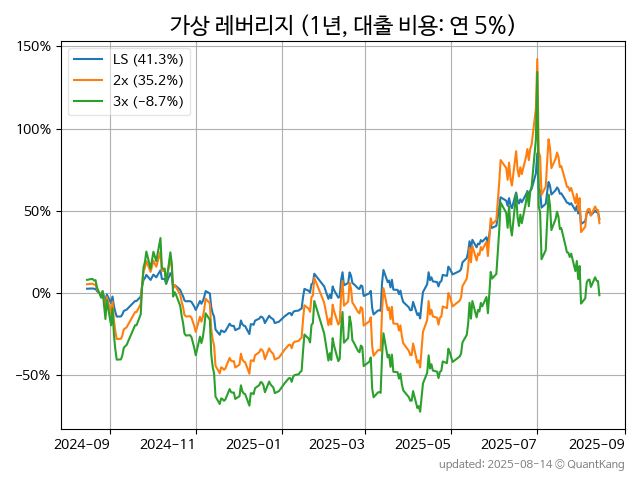 가상 레버리지 (1년, 대출 비용: 연 5%)
150%
100%
50%
0%
−50%
LS (41.3%)
2x (35.2%)
3x (−8.7%)
2024-09 2024-11 2025-01 2025-03 2025-05 2025-07 2025-09
updated: 2025-08-14 © QuantKang